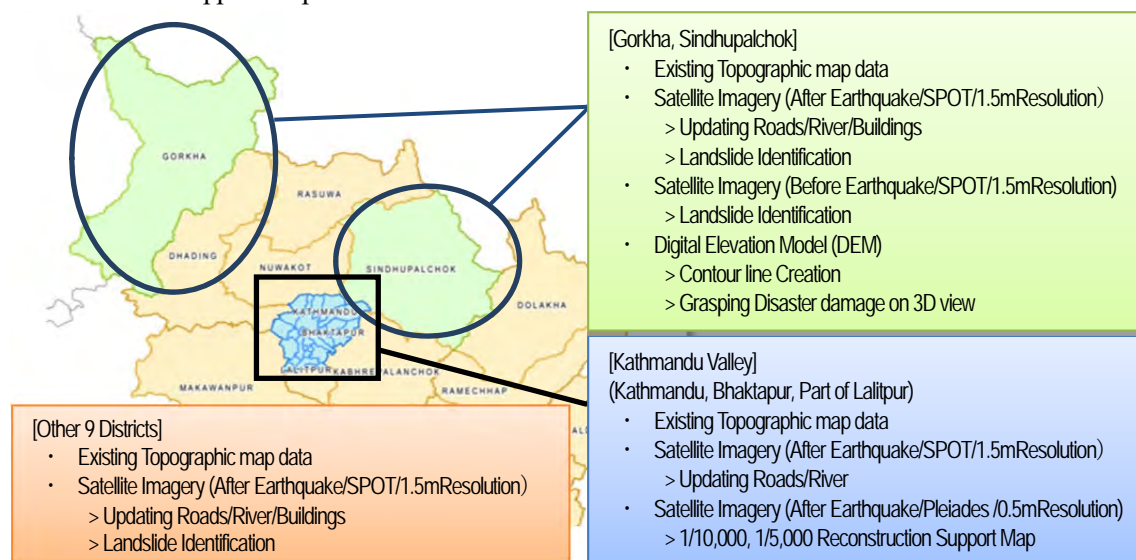 [Gorkha, Sindhupalchok]
・ Existing Topographic map data
・ Satellite Imagery (After Earthquake/SPOT/1.5mResolution）
> Updating Roads/River/Buildings
> Landslide Identification
・ Satellite Imagery (Before Earthquake/SPOT/1.5mResolution)
> Landslide Identification
・ Digital Elevation Model (DEM)
> Contour line Creation
> Grasping Disaster damage on 3D view
GORKHA
RASUWA
DHADING
NUWAKOT
SINDHUPALCHOK
DOLAKHA
KATHMANDU
BHAKTAPUR
LALITPUR
KABHREPALANCHOK
MAKAWANPUR
RAMECHHAP
[Kathmandu Valley]
(Kathmandu, Bhaktapur, Part of Lalitpur)
・ Existing Topographic map data
・ Satellite Imagery (After Earthquake/SPOT/1.5mResolution）
> Updating Roads/River
・ Satellite Imagery (After Earthquake/Pleiades /0.5mResolution)
> 1/10,000, 1/5,000 Reconstruction Support Map
[Other 9 Districts]
・ Existing Topographic map data
・ Satellite Imagery (After Earthquake/SPOT/1.5mResolution）
> Updating Roads/River/Buildings
> Landslide Identification